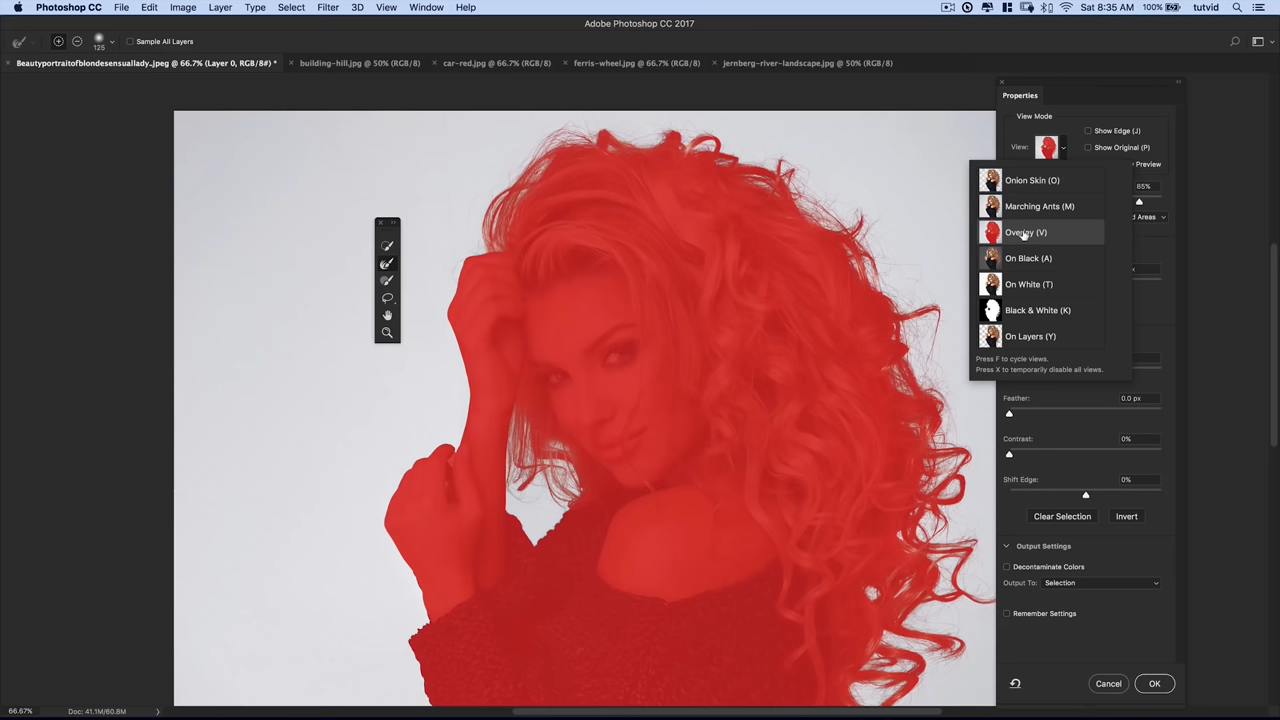 Photoshop CC File Edit Image Layer Type Select Filter 3D View Window Help Sat 8:35 AM 100% tutvid
Adobe Photoshop CC 2017
125 Sample All Layers
Beautyportraitofblondesensuallady.jpeg @ 66.7% (Layer 0, RGB/8#) * building-hill.jpg @ 50% (RGB/8) car-red.jpg @ 66.7% (RGB/8) ferris-wheel.jpg @ 66.7% (RGB/8) jernberg-river-landscape.jpg @ 50% (RGB/8)
Properties
View Mode
Show Edge (J)
View: Show Original (P)
Preview
Onion Skin (O) 85%
Marching Ants (M)
d Areas
Overlay (V)
On Black (A)
On White (T)
Black & White (K)
On Layers (Y)
Press F to cycle views.
Press X to temporarily disable all views.
Feather: 0.0 px
Contrast: 0%
Shift Edge: 0%
Clear Selection Invert
Output Settings
Decontaminate Colors
Output To: Selection
Remember Settings
Cancel OK
66.67% Doc: 41.1M/60.8M